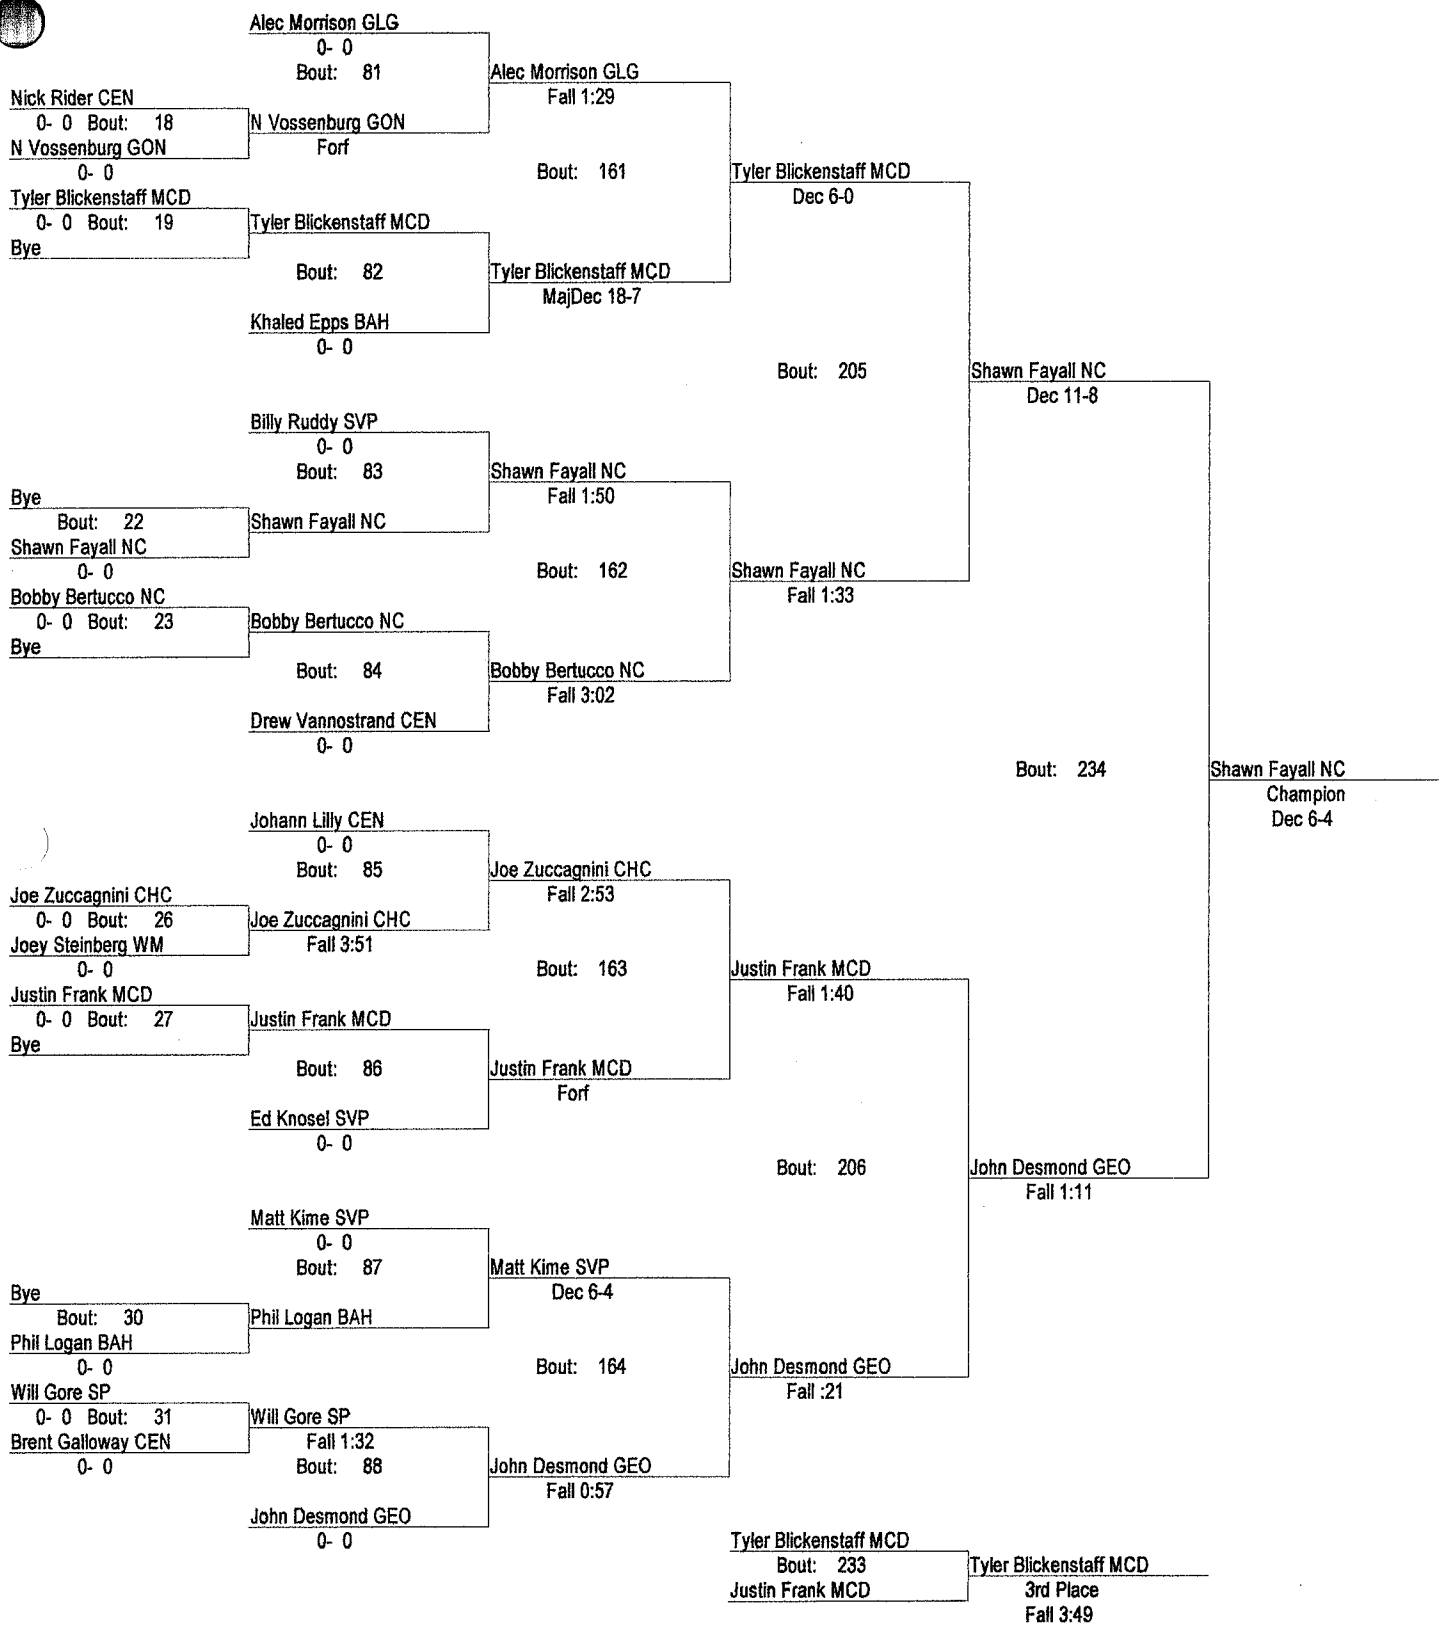 Alec Morrison GLG
0- 0
Bout: 81
Alec Morrison GLG
Fall 1:29
Nick Rider CEN
0- 0 Bout: 18
N Vossenburg GON
Forf
N Vossenburg GON
0- 0
Bout: 161
Tyler Blickenstaff MCD
Dec 6-0
Tyler Blickenstaff MCD
0- 0 Bout: 19
Tyler Blickenstaff MCD
Bye
Bout: 82
Tyler Blickenstaff MCD
MajDec 18-7
Khaled Epps BAH
0- 0
Bout: 205
Shawn Fayall NC
Dec 11-8
Billy Ruddy SVP
0- 0
Bout: 83
Shawn Fayall NC
Fall 1:50
Bye
Bout: 22
Shawn Fayall NC
Shawn Fayall NC
0- 0
Bout: 162
Shawn Fayall NC
Fall 1:33
Bobby Bertucco NC
0- 0 Bout: 23
Bobby Bertucco NC
Bye
Bout: 84
Bobby Bertucco NC
Fall 3:02
Drew Vannostrand CEN
0- 0
Bout: 234
Shawn Fayall NC
Champion
Dec 6-4
Johann Lilly CEN
0- 0
Bout: 85
Joe Zuccagnini CHC
Fall 2:53
Joe Zuccagnini CHC
0- 0 Bout: 26
Joe Zuccagnini CHC
Fall 3:51
Joey Steinberg WM
0- 0
Bout: 163
Justin Frank MCD
Fall 1:40
Justin Frank MCD
0- 0 Bout: 27
Justin Frank MCD
Bye
Bout: 86
Justin Frank MCD
Forf
Ed Knosel SVP
0- 0
Bout: 206
John Desmond GEO
Fall 1:11
Matt Kime SVP
0- 0
Bout: 87
Matt Kime SVP
Dec 6-4
Bye
Bout: 30
Phil Logan BAH
Phil Logan BAH
0- 0
Bout: 164
John Desmond GEO
Fall :21
Will Gore SP
0- 0 Bout: 31
Will Gore SP
Fall 1:32
Brent Galloway CEN
0- 0
Bout: 88
John Desmond GEO
Fall 0:57
John Desmond GEO
0- 0
Tyler Blickenstaff MCD
Bout: 233
Tyler Blickenstaff MCD
Justin Frank MCD
3rd Place
Fall 3:49